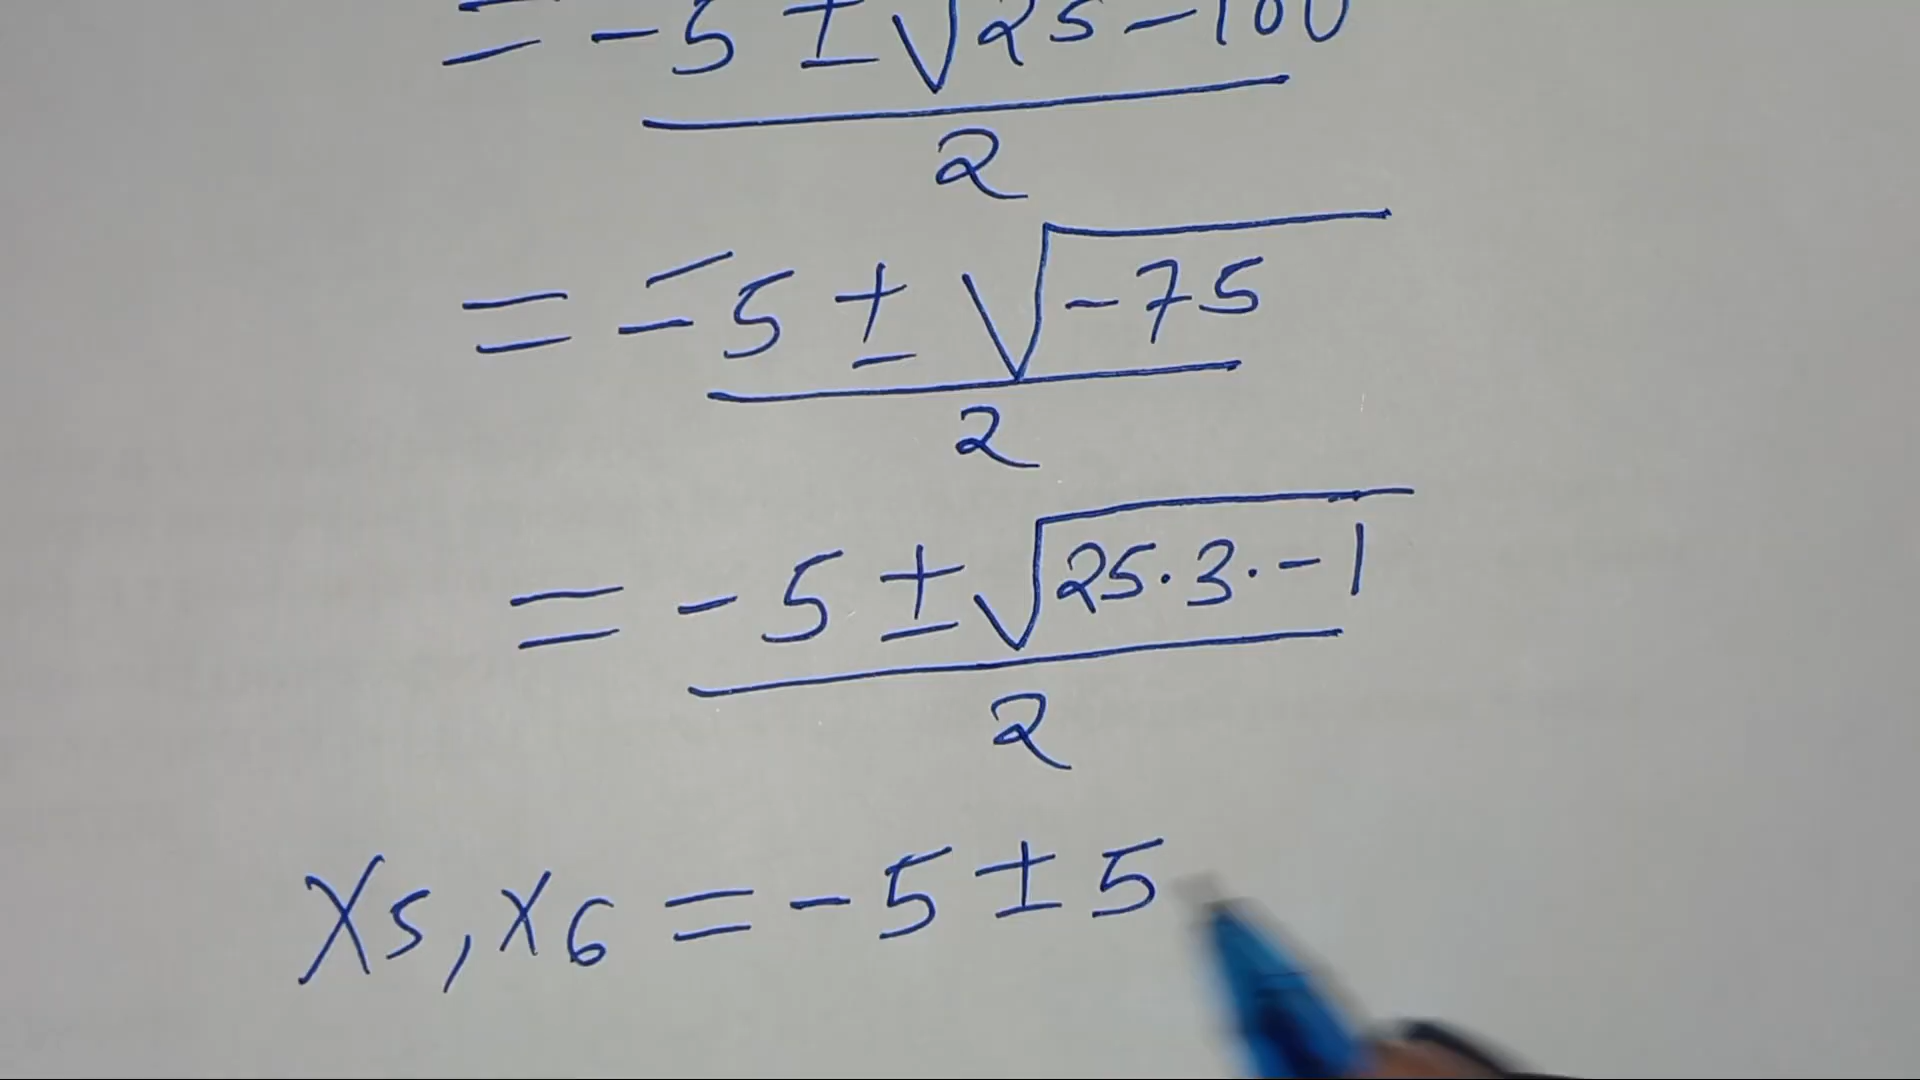 = -5 ± √25 - 100
2
= -5 ± √-75
2
= -5 ± √25·3·-1
2
X5, X6 = -5 ± 5